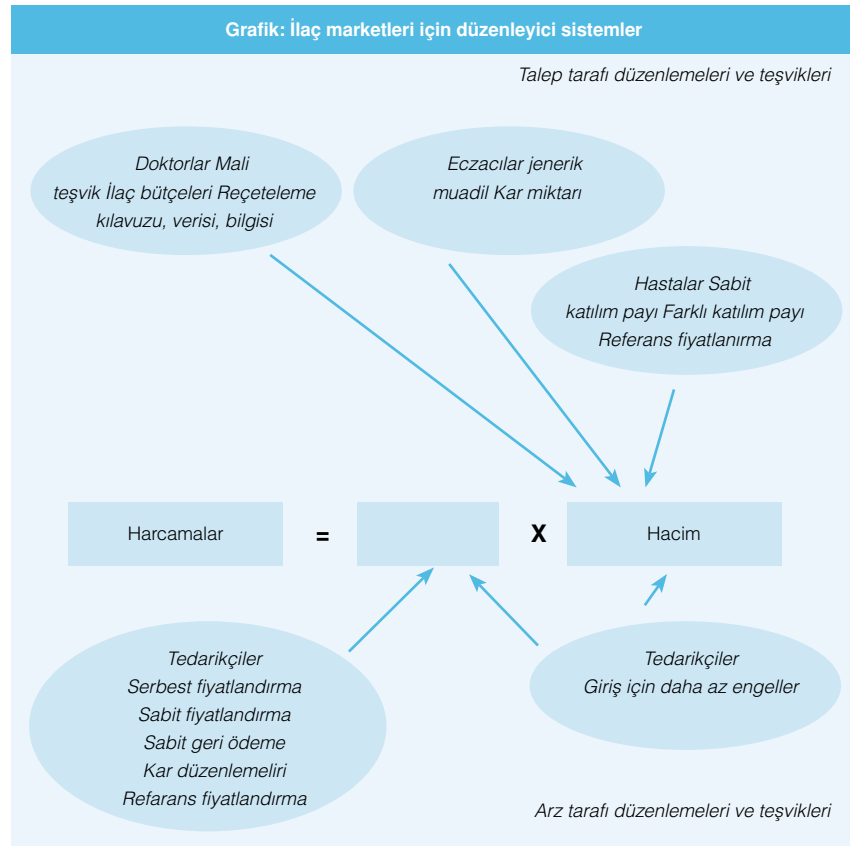 Grafik: İlaç marketleri için düzenleyici sistemler
Talep tarafı düzenlemeleri ve teşvikleri
Doktorlar Mali
teşvik İlaç bütçeleri Reçeteleme
kılavuzu, verisi, bilgisi
Eczacılar jenerik
muadil Kar miktarı
Hastalar Sabit
katılım payı Farklı katılım payı
Referans fiyatlanırma
Harcamalar = X Hacim
Tedarikçiler
Serbest fiyatlandırma
Sabit fiyatlandırma
Sabit geri ödeme
Kar düzenlemeliri
Refarans fiyatlandırma
Tedarikçiler
Giriş için daha az engeller
Arz tarafı düzenlemeleri ve teşvikleri